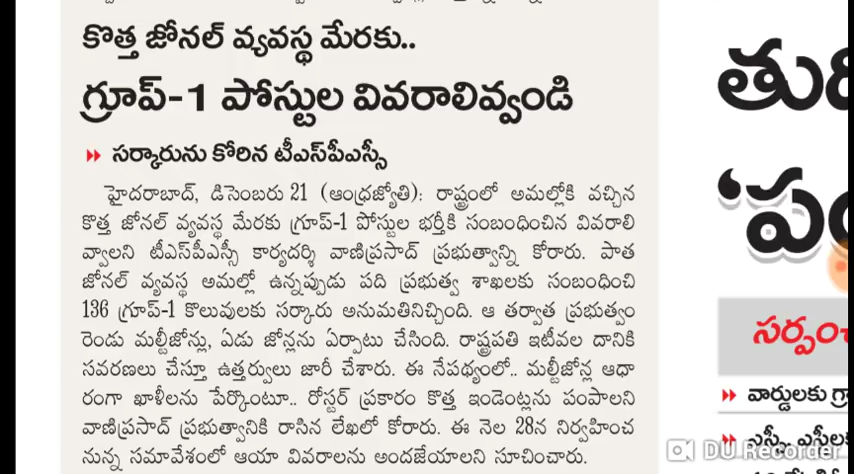 కొత్త జోనల్ వ్యవస్థ మేరకు..
గ్రూప్-1 పోస్టుల వివరాలివ్వండి
సర్కారును కోరిన టీఎస్‌పీఎస్సీ
హైదరాబాద్, డిసెంబరు 21 (ఆంధ్రజ్యోతి): రాష్ట్రంలో అమల్లోకి వచ్చిన
కొత్త జోనల్ వ్యవస్థ మేరకు గ్రూప్-1 పోస్టుల భర్తీకి సంబంధించిన వివరాలి
వ్వాలని టీఎస్‌పీఎస్సీ కార్యదర్శి వాణిప్రసాద్ ప్రభుత్వాన్ని కోరారు. పాత
జోనల్ వ్యవస్థ అమల్లో ఉన్నప్పుడు పది ప్రభుత్వ శాఖలకు సంబంధించి
136 గ్రూప్-1 కొలువులకు సర్కారు అనుమతినిచ్చింది. ఆ తర్వాత ప్రభుత్వం
రెండు మల్టీజోన్లు, ఏడు జోన్లను ఏర్పాటు చేసింది. రాష్ట్రపతి ఇటీవల దానికి
సవరణలు చేస్తూ ఉత్తర్వులు జారీ చేశారు. ఈ నేపథ్యంలో.. మల్టీజోన్ల ఆధా
రంగా ఖాళీలను పేర్కొంటూ.. రోస్టర్ ప్రకారం కొత్త ఇండెంట్లను పంపాలని
వాణిప్రసాద్ ప్రభుత్వానికి రాసిన లేఖలో కోరారు. ఈ నెల 28న నిర్వహించ
నున్న సమావేశంలో ఆయా వివరాలను అందజేయాలని సూచించారు.
సర్పంచ
వార్డులకు గ్రా
ఎస్సీ, ఎస్టీలక
DU Recorder